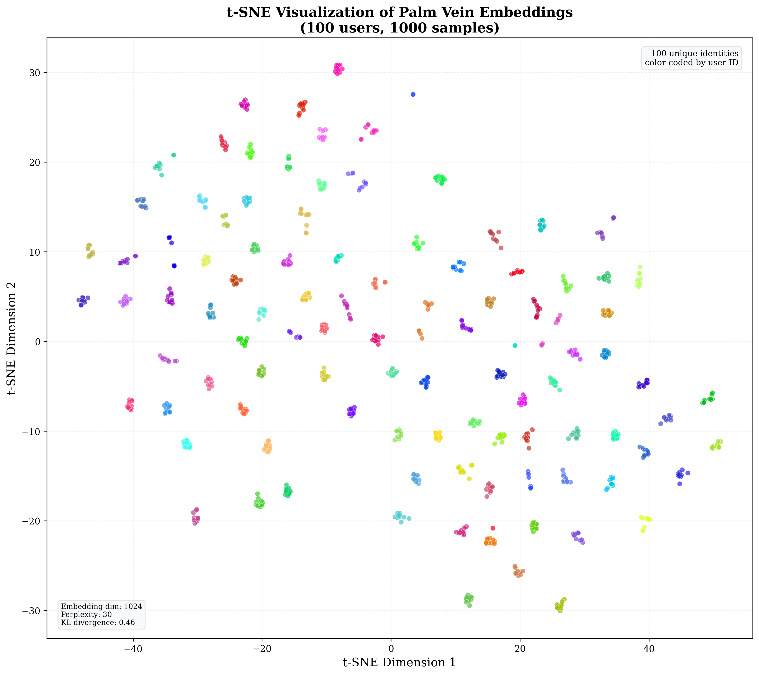 t-SNE Visualization of Palm Vein Embeddings
(100 users, 1000 samples)
100 unique identities
color coded by user ID
30
20
10
0
−10
−20
−30
t-SNE Dimension 2
Embedding dim: 1024
Perplexity: 30
KL divergence: 0.46
−40
−20
0
20
40
t-SNE Dimension 1